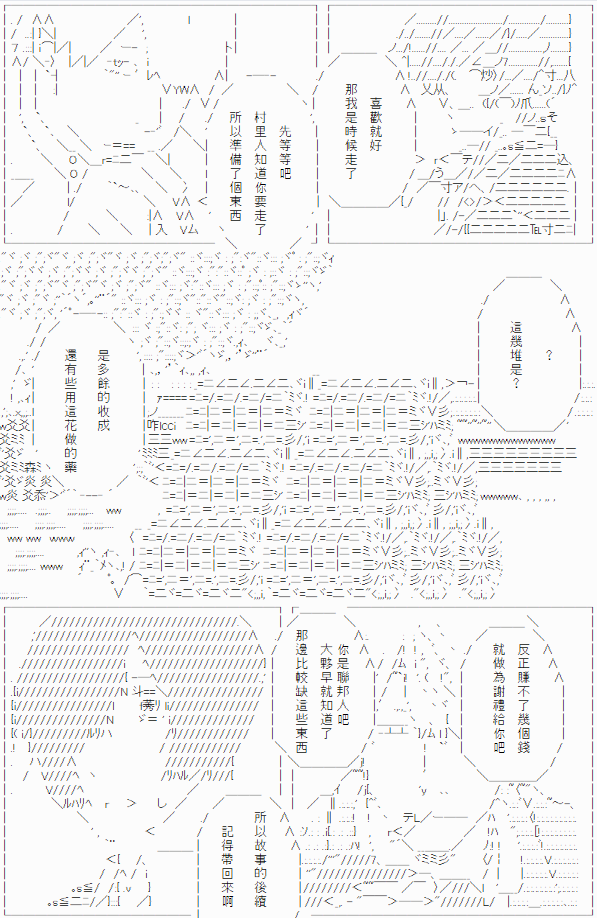 先等等吧
村里人知道你要走了
所以準備了個東西
喜歡就好
那我是時候走了
?
這幾堆是?
是多餘的收成
還有些用這花做的藥
你是聯邦人吧
大夥早就知道了
那邊比較缺這些東西
反正賺不了幾個錢
就做為謝禮給你吧
所以故事的後續
記得帶回來啊